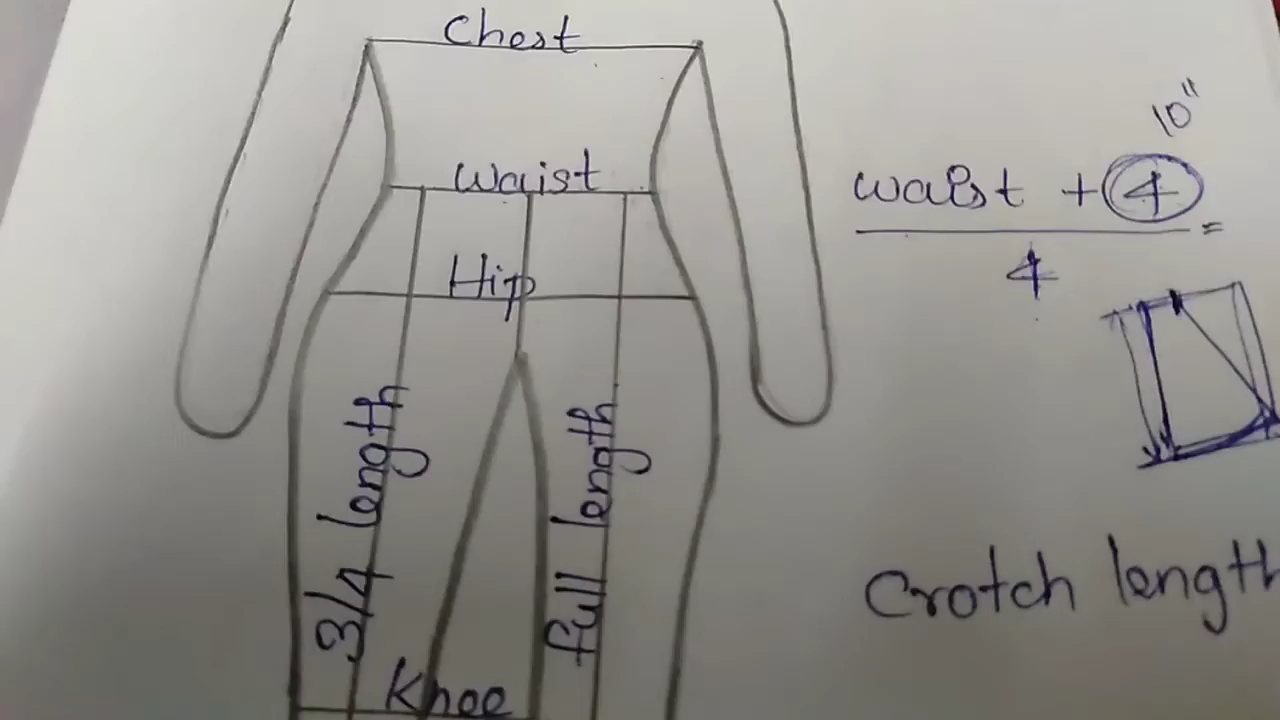 Chest
10"
Waist
waist + 4 =
4
Hip
3/4 length
full length
Crotch length
Knee